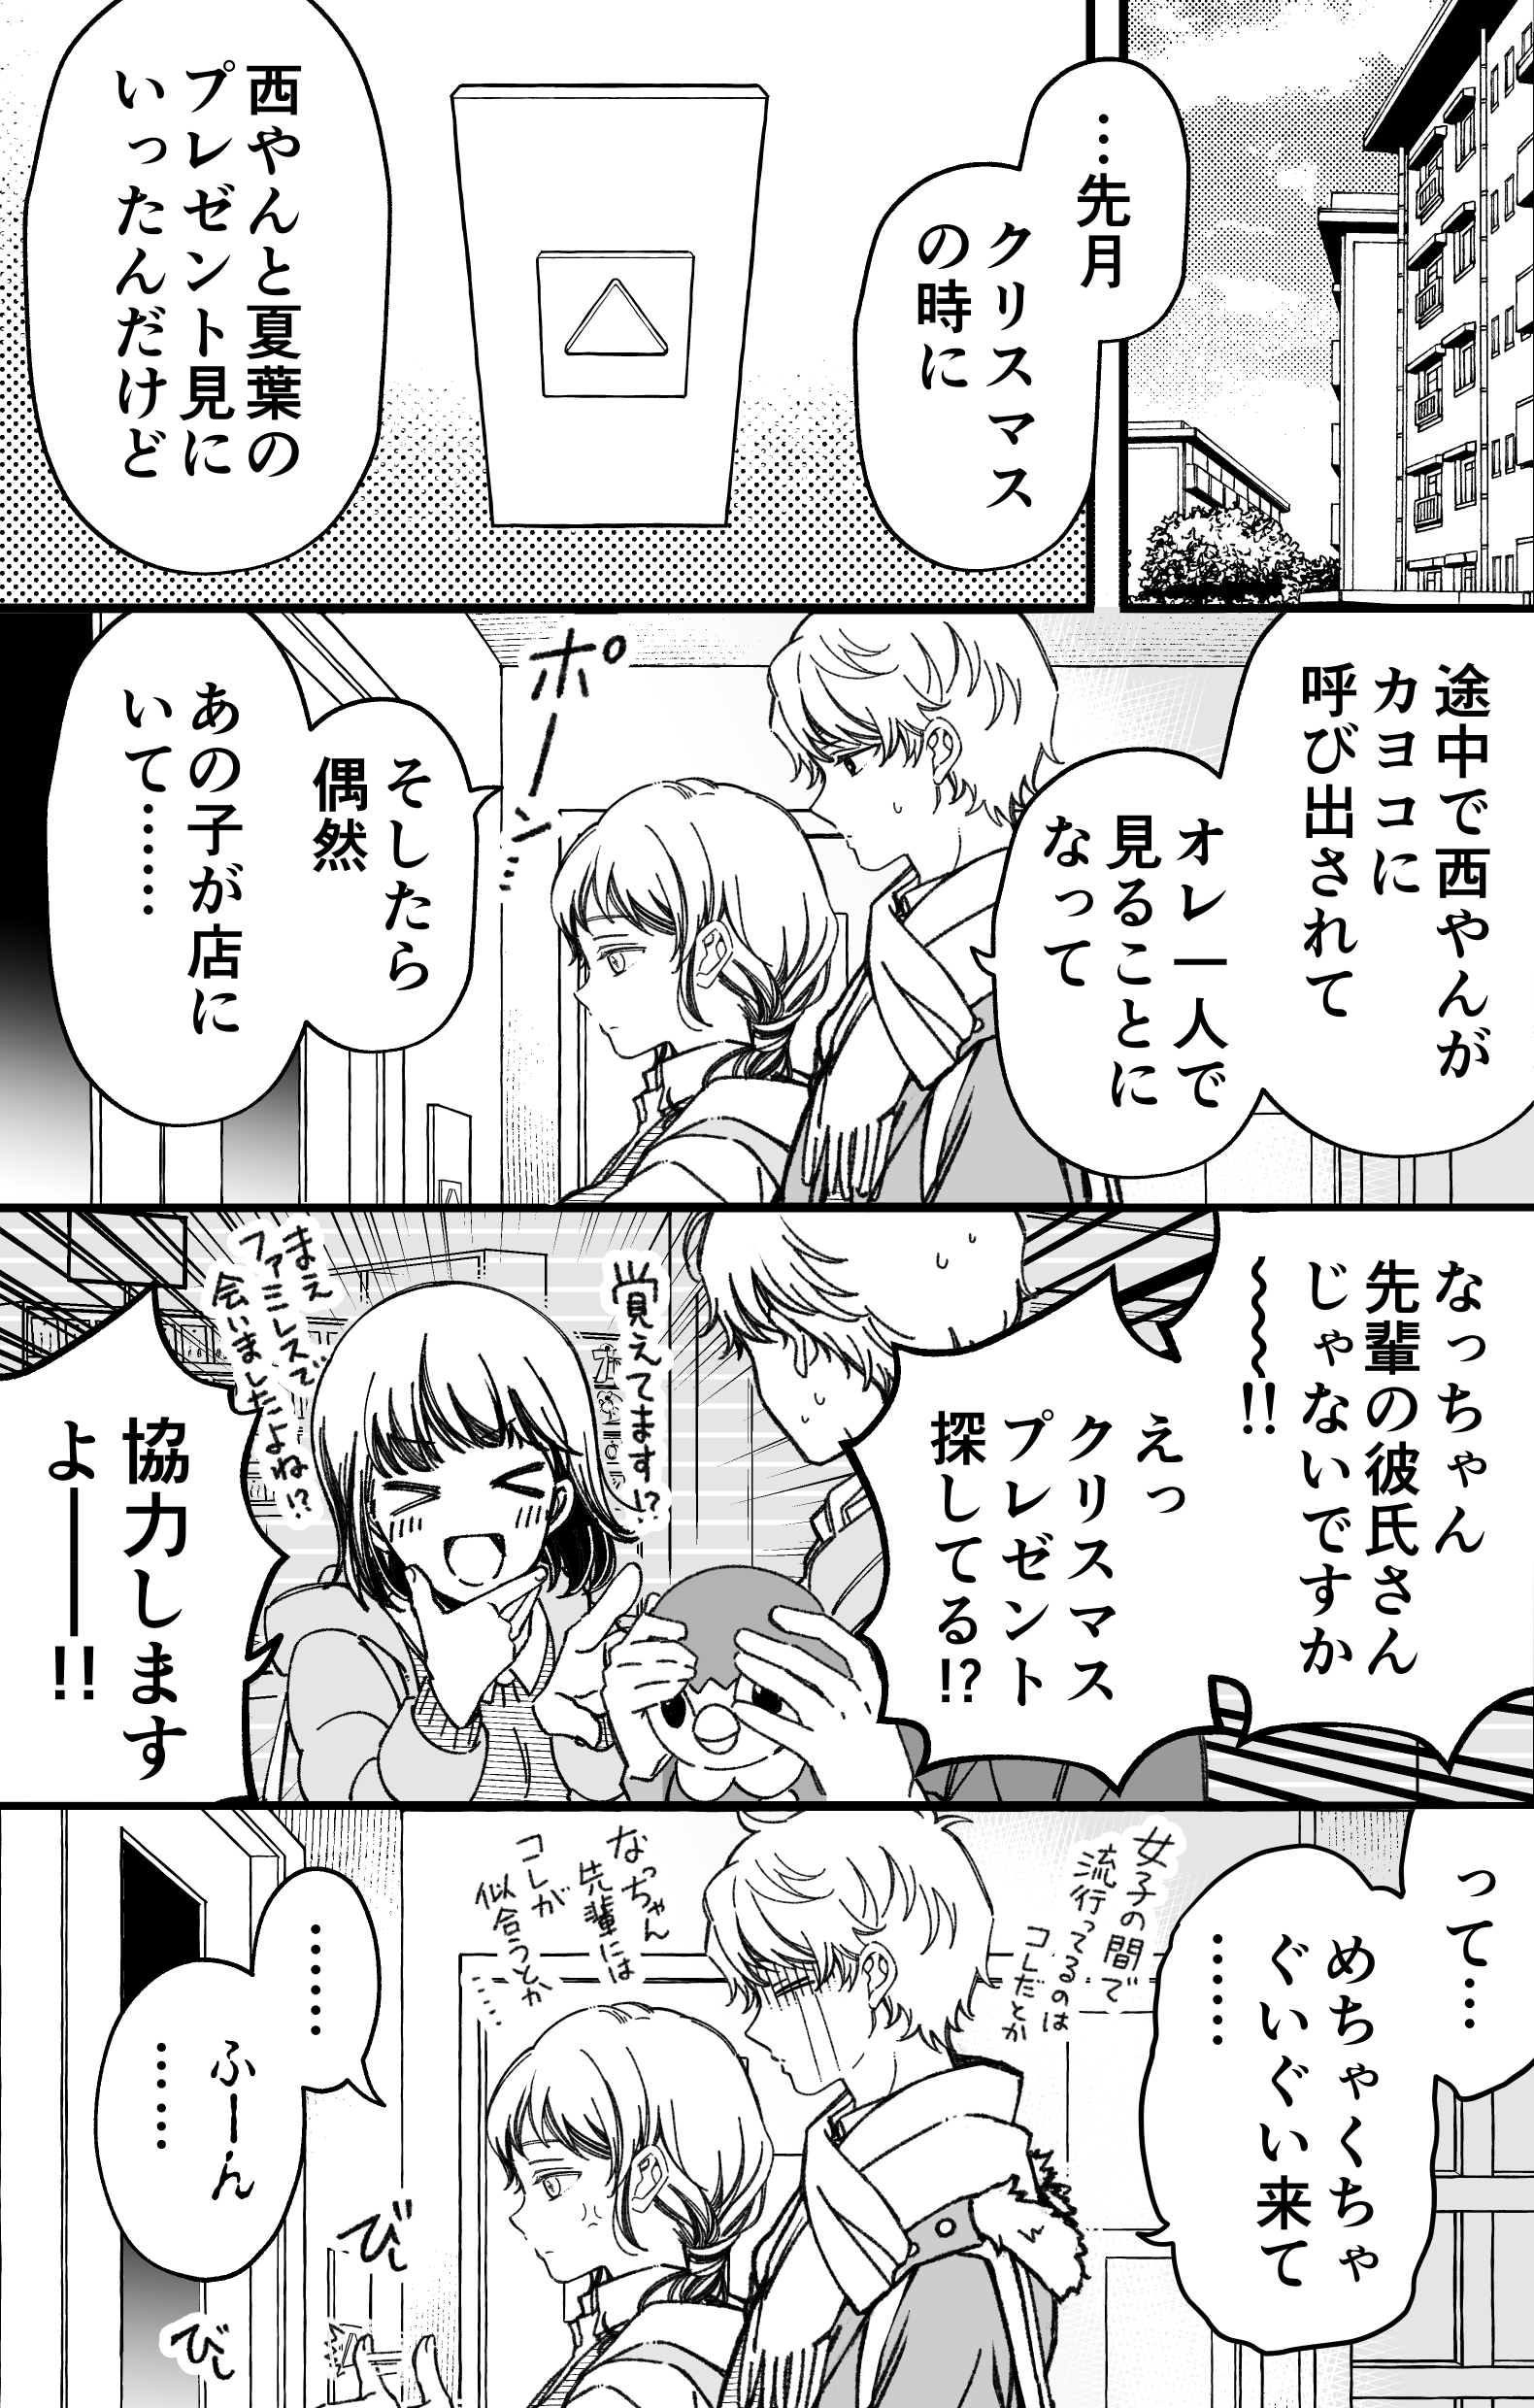 …先月
クリスマス
の時に
西やんと夏葉の
プレゼント見に
いったんだけど
途中で西やんが
カヨコに
呼び出されて
オレ一人で
見ることに
なって
ポーン…
そしたら
偶然
あの子が店に
いて……
なっちゃん
先輩の彼氏さん
じゃないですか
〜〜〜!!
えっ
クリスマス
プレゼント
探してる!?
覚えてます!?
まえ
ファミレスで
会いましたよね!?
協力します
よ――!!
って…
めちゃくちゃ
ぐいぐい来て
……
女子の間で
流行ってるのは
コレだとか
なっちゃん
先輩には
コレが
似合うとか
……
……
ふーん
……
びし
びし